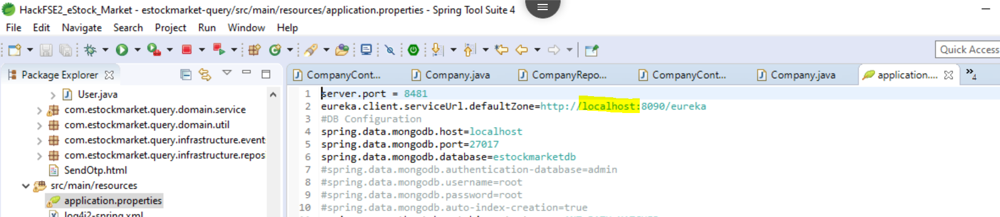 HackFSE2_eStock_Market - estockmarket-query/src/main/resources/application.properties - Spring Tool Suite 4
File Edit Navigate Search Project Run Window Help
Quick Access
Package Explorer
CompanyCont...
Company.java
CompanyRepo...
CompanyCont...
Company.java
application....
»4
User.java
com.estockmarket.query.domain.service
com.estockmarket.query.domain.util
com.estockmarket.query.infrastructure.event
com.estockmarket.query.infrastructure.repos
SendOtp.html
src/main/resources
application.properties
log4j2-spring.xml
1 server.port = 8481
2 eureka.client.serviceUrl.defaultZone=http://localhost:8090/eureka
3 #DB Configuration
4 spring.data.mongodb.host=localhost
5 spring.data.mongodb.port=27017
6 spring.data.mongodb.database=estockmarketdb
7 #spring.data.mongodb.authentication-database=admin
8 #spring.data.mongodb.username=root
9 #spring.data.mongodb.password=root
10 #spring.data.mongodb.auto-index-creation=true